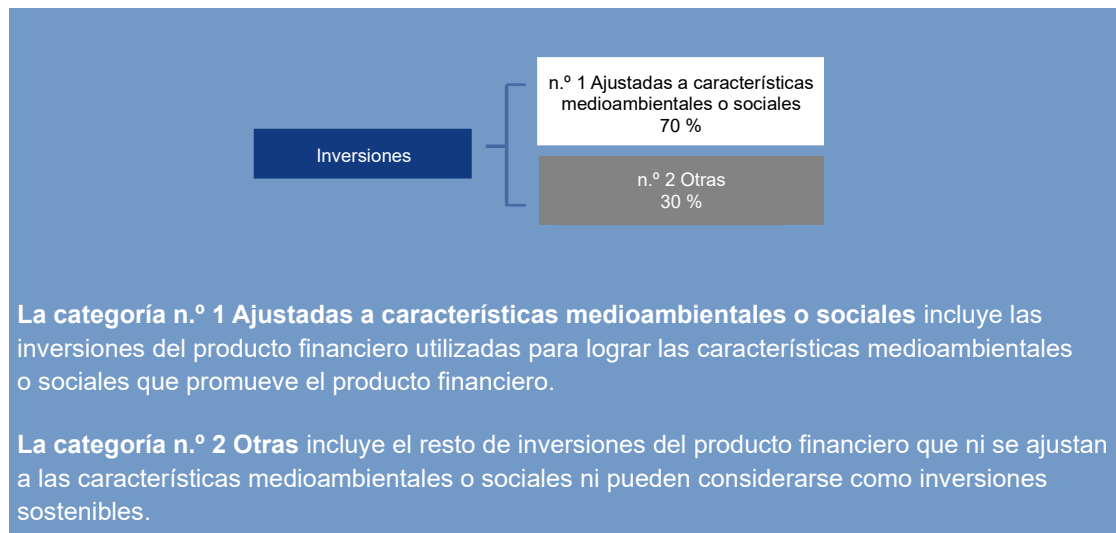 n.º 1 Ajustadas a características
medioambientales o sociales
70 %
Inversiones
n.º 2 Otras
30 %
La categoría n.º 1 Ajustadas a características medioambientales o sociales incluye las
inversiones del producto financiero utilizadas para lograr las características medioambientales
o sociales que promueve el producto financiero.
La categoría n.º 2 Otras incluye el resto de inversiones del producto financiero que ni se ajustan
a las características medioambientales o sociales ni pueden considerarse como inversiones
sostenibles.